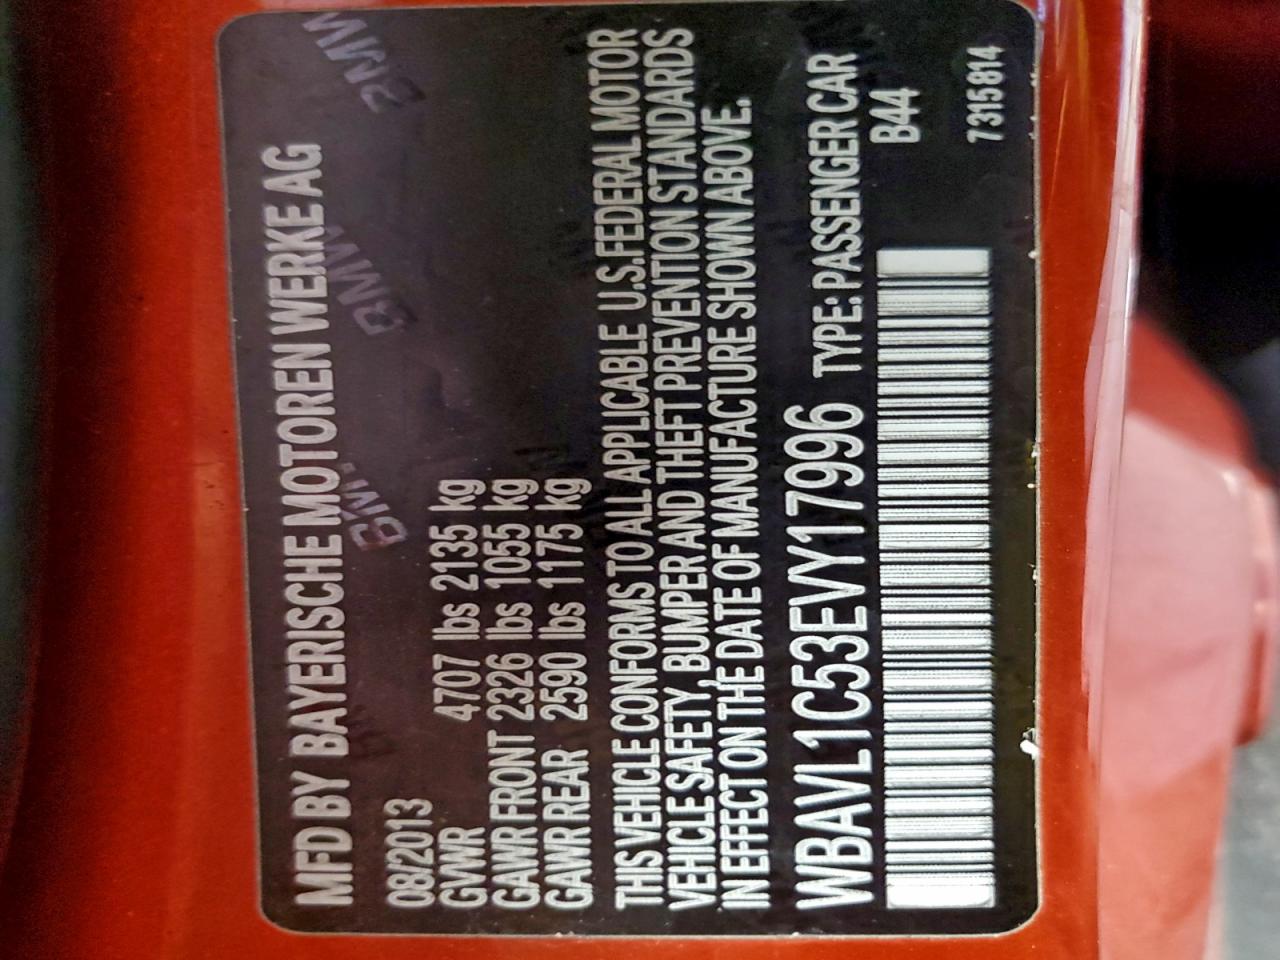 MFD BY BAYERISCHE MOTOREN WERKE AG
08/2013
GVWR 4707 lbs 2135 kg
GAWR FRONT 2326 lbs 1055 kg
GAWR REAR 2590 lbs 1175 kg
THIS VEHICLE CONFORMS TO ALL APPLICABLE U.S. FEDERAL MOTOR
VEHICLE SAFETY, BUMPER AND THEFT PREVENTION STANDARDS
IN EFFECT ON THE DATE OF MANUFACTURE SHOWN ABOVE.
WBAVL1C53EVY17996 TYPE: PASSENGER CAR
B44
7315814
BMW
BMW